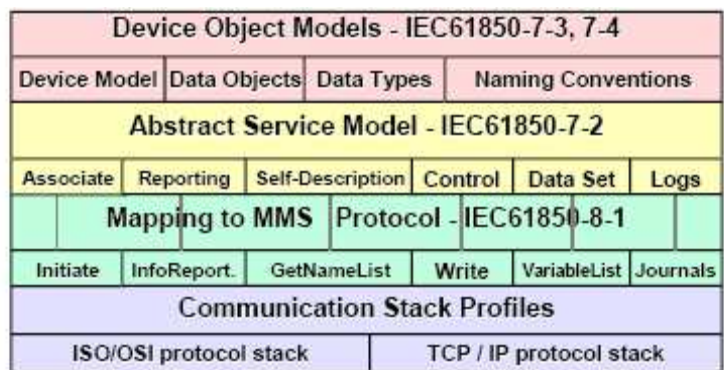 Device Object Models - IEC61850-7-3, 7-4
Device Model Data Objects Data Types Naming Conventions
Abstract Service Model - IEC61850-7-2
Associate Reporting Self-Description Control Data Set Logs
Mapping to MMS Protocol - IEC61850-8-1
Initiate InfoReport. GetNameList Write VariableList Journals
Communication Stack Profiles
ISO/OSI protocol stack TCP / IP protocol stack